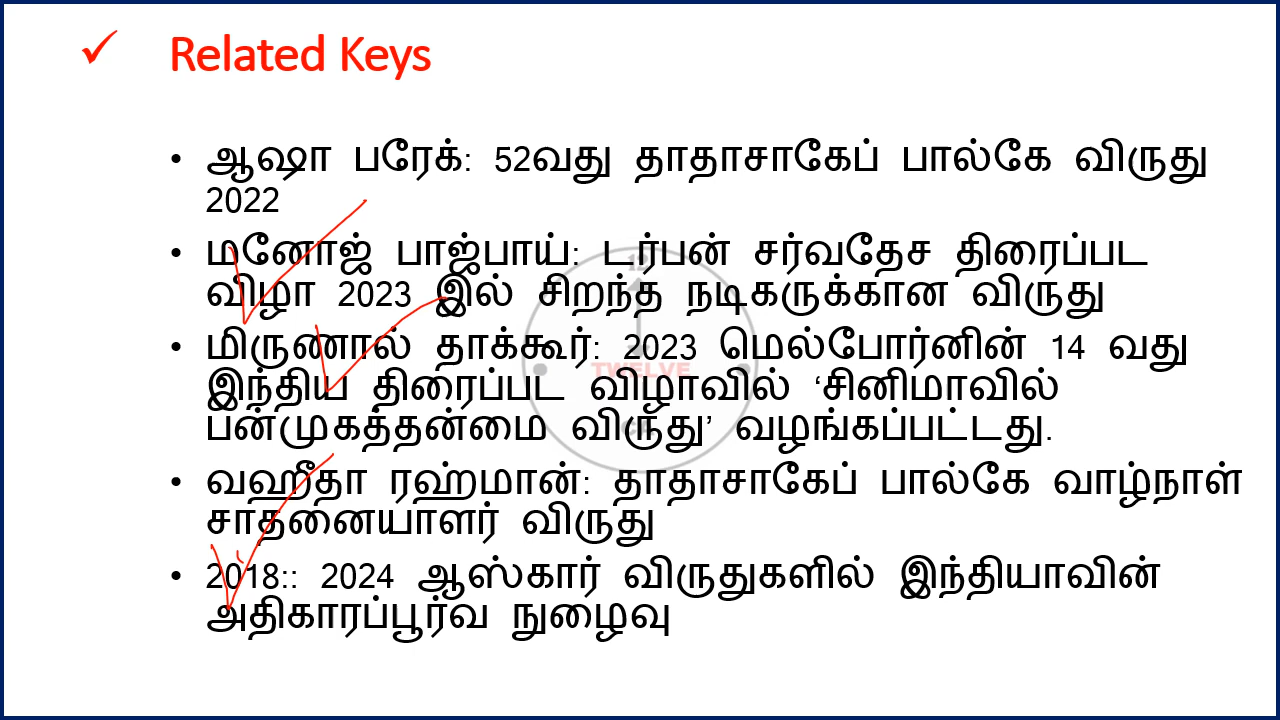 ✓ Related Keys
• ஆஷா பரேக்: 52வது தாதாசாகேப் பால்கே விருது
2022
• மனோஜ் பாஜ்பாய்: டர்பன் சர்வதேச திரைப்பட
விழா 2023 இல் சிறந்த நடிகருக்கான விருது
• மிருணால் தாக்கூர்: 2023 மெல்போர்னின் 14 வது
இந்திய திரைப்பட விழாவில் ‘சினிமாவில்
பன்முகத்தன்மை விருது’ வழங்கப்பட்டது.
• வஹீதா ரஹ்மான்: தாதாசாகேப் பால்கே வாழ்நாள்
சாதனையாளர் விருது
• 2018:: 2024 ஆஸ்கார் விருதுகளில் இந்தியாவின்
அதிகாரப்பூர்வ நுழைவு
12
TWELVE